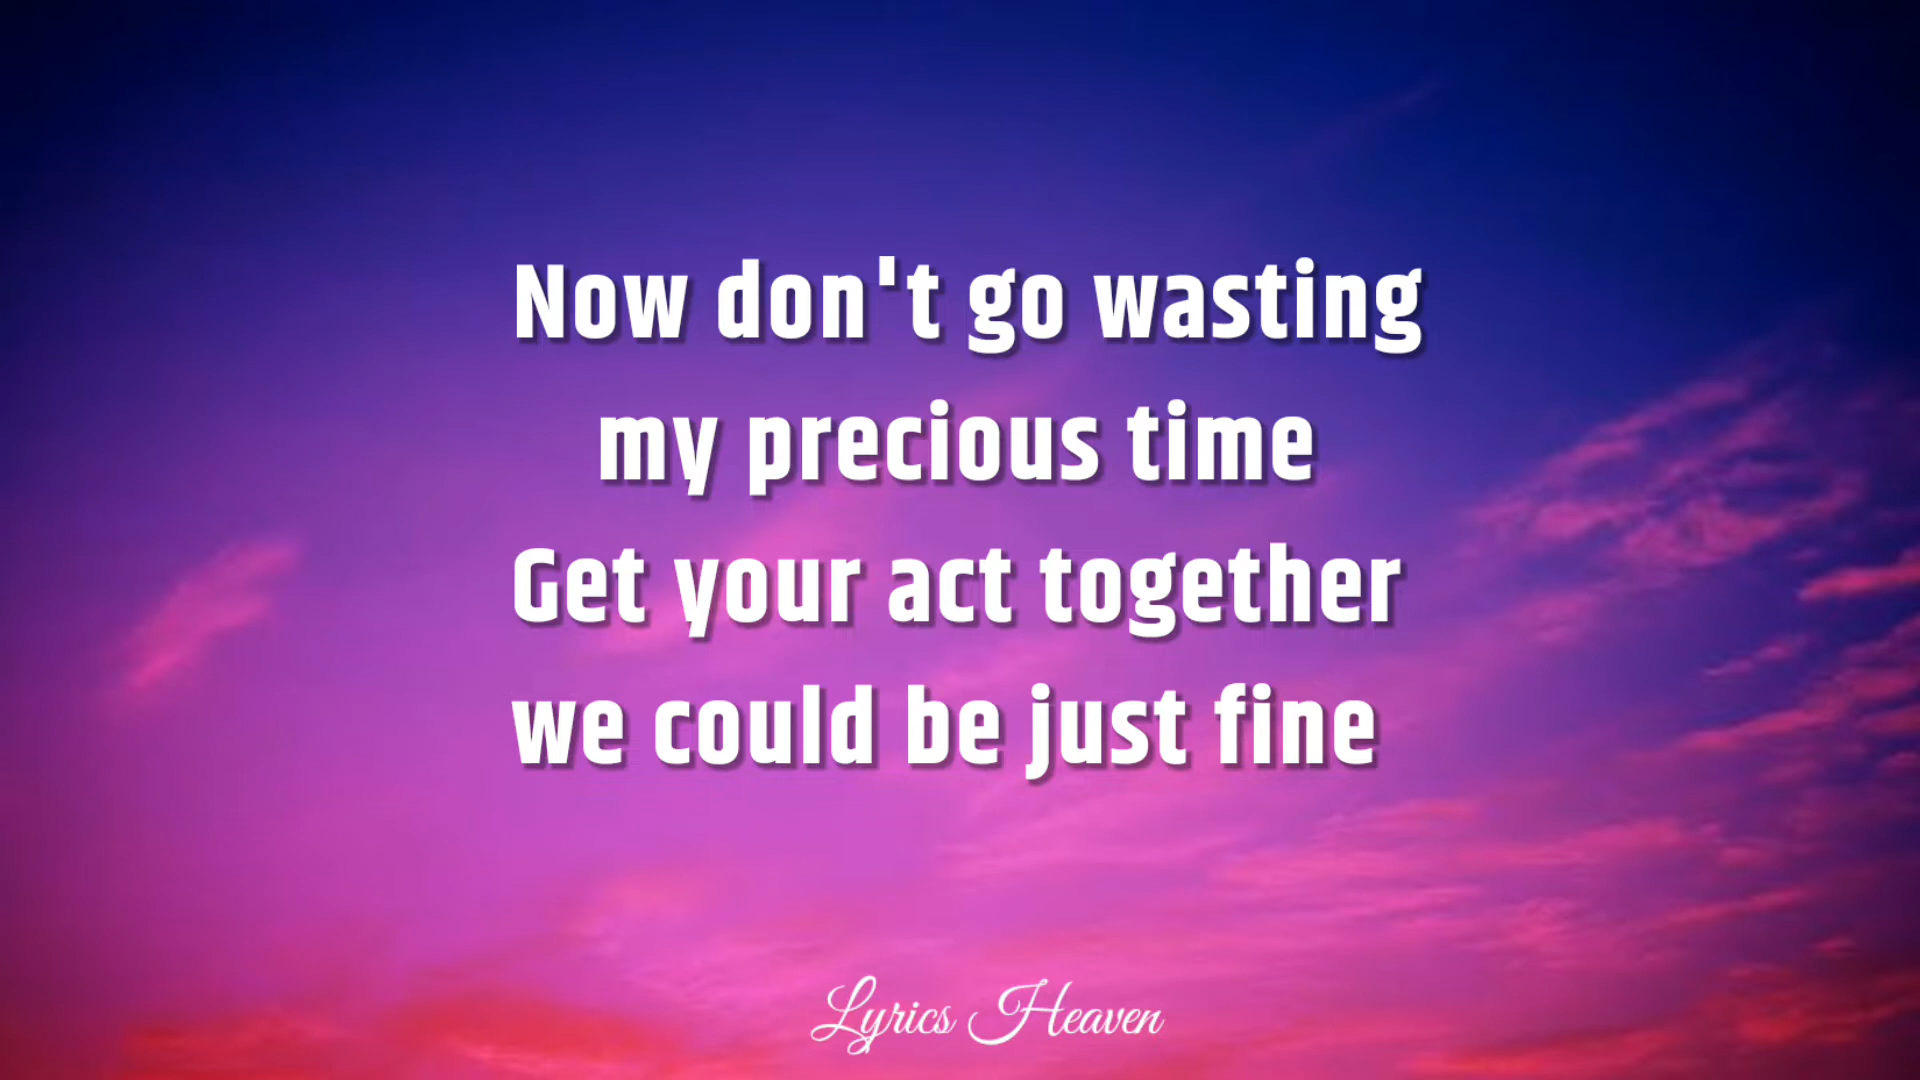 Now don't go wasting
my precious time
Get your act together
we could be just fine
Lyrics Heaven